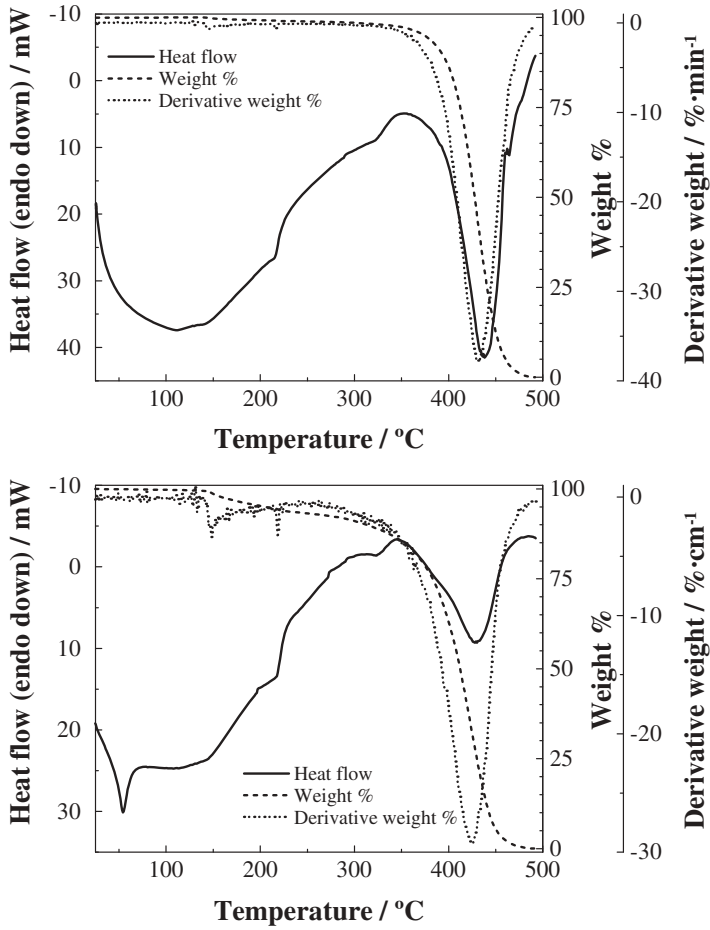 -10
0
10
20
30
40
Heat flow (endo down) / mW
Heat flow
Weight %
Derivative weight %
100
75
50
25
0
Weight %
0
-10
-20
-30
-40
Derivative weight / %·min-1
100
200
300
400
500
Temperature / ºC
-10
0
10
20
30
Heat flow (endo down) / mW
Heat flow
Weight %
Derivative weight %
100
75
50
25
0
Weight %
0
-10
-20
-30
Derivative weight / %·cm-1
100
200
300
400
500
Temperature / ºC